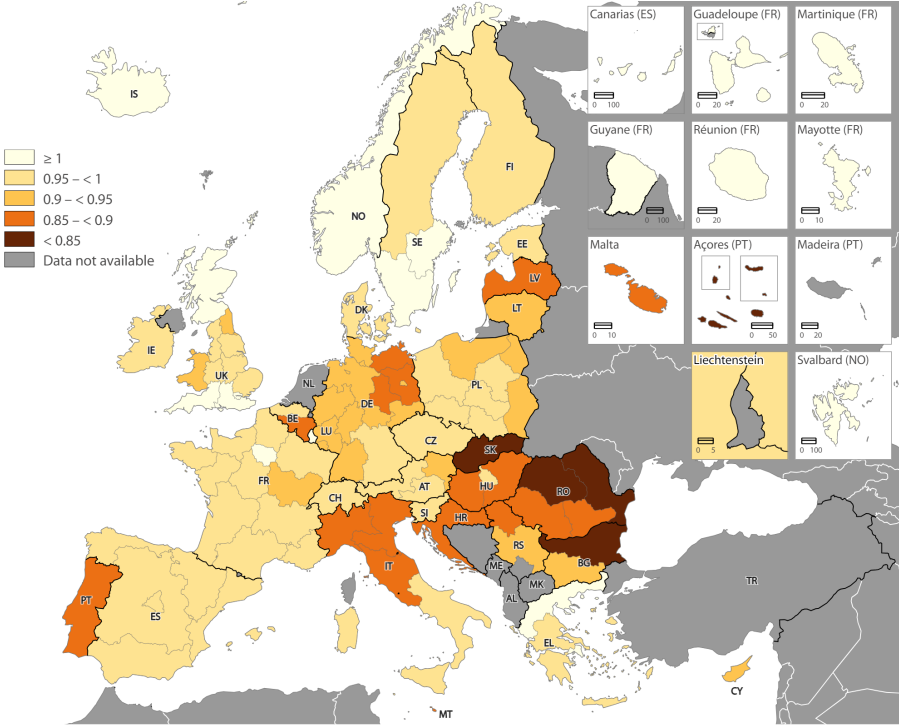 Canarias (ES)
0 100
Guadeloupe (FR)
0 20
Martinique (FR)
0 20
Guyane (FR)
0 100
Réunion (FR)
0 20
Mayotte (FR)
0 10
Malta
0 10
Açores (PT)
0 50
Madeira (PT)
0 20
Liechtenstein
0 5
Svalbard (NO)
0 100
≥ 1
0.95 – < 1
0.9 – < 0.95
0.85 – < 0.9
< 0.85
Data not available
IS
FI
NO
SE
EE
LV
LT
DK
IE
UK
NL
PL
DE
BE
LU
CZ
SK
FR
AT
HU
RO
CH
SI
HR
RS
IT
BG
ME
MK
AL
TR
PT
ES
EL
CY
MT